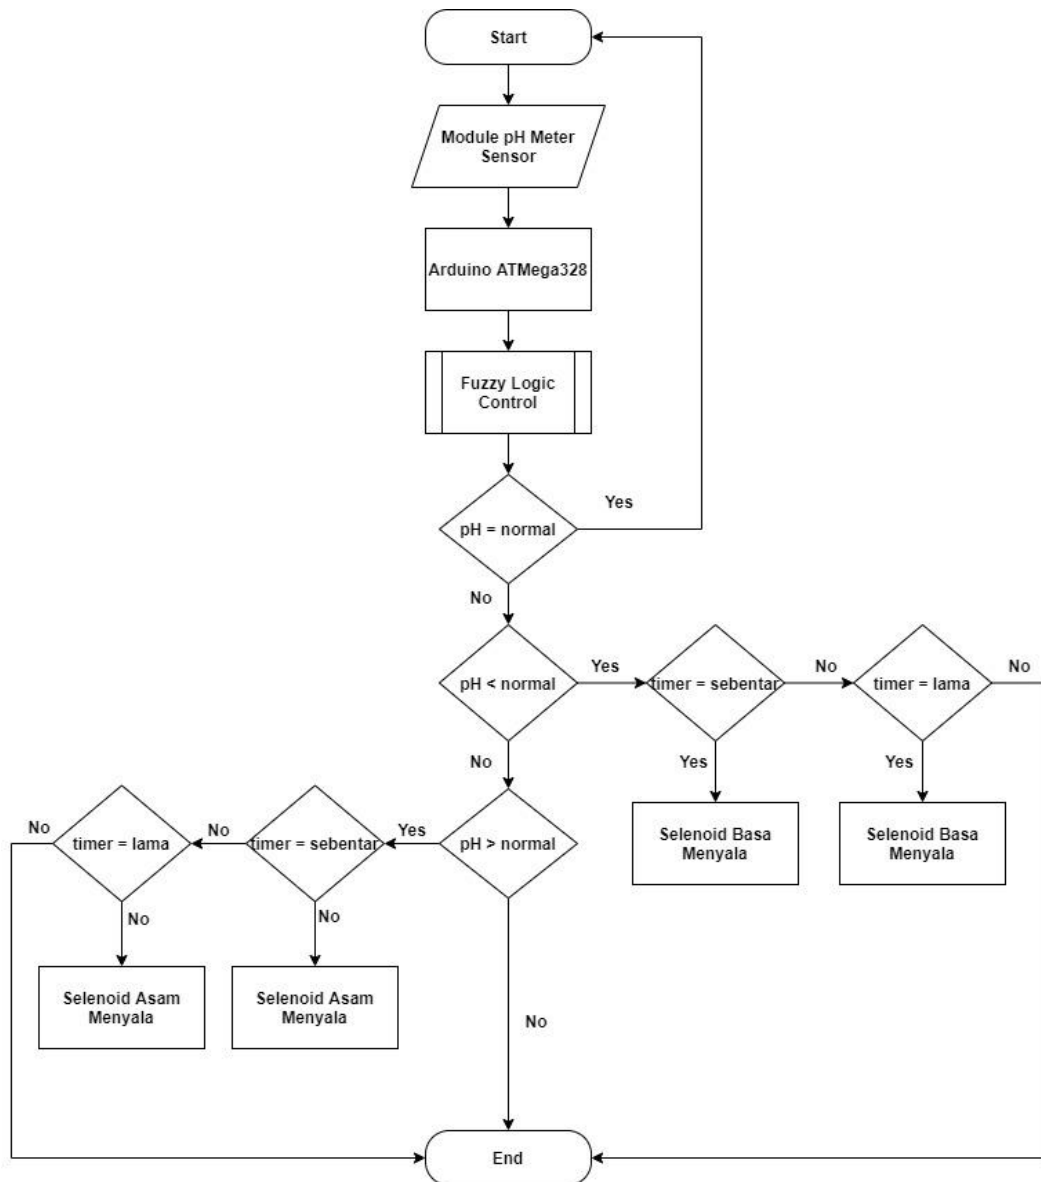 Start
Module pH Meter
Sensor
Arduino ATMega328
Fuzzy Logic
Control
pH = normal
Yes
No
pH < normal
Yes
timer = sebentar
No
timer = lama
No
No
Yes
Yes
Selenoid Basa
Menyala
Selenoid Basa
Menyala
pH > normal
Yes
timer = sebentar
No
timer = lama
No
No
No
Selenoid Asam
Menyala
Selenoid Asam
Menyala
No
End